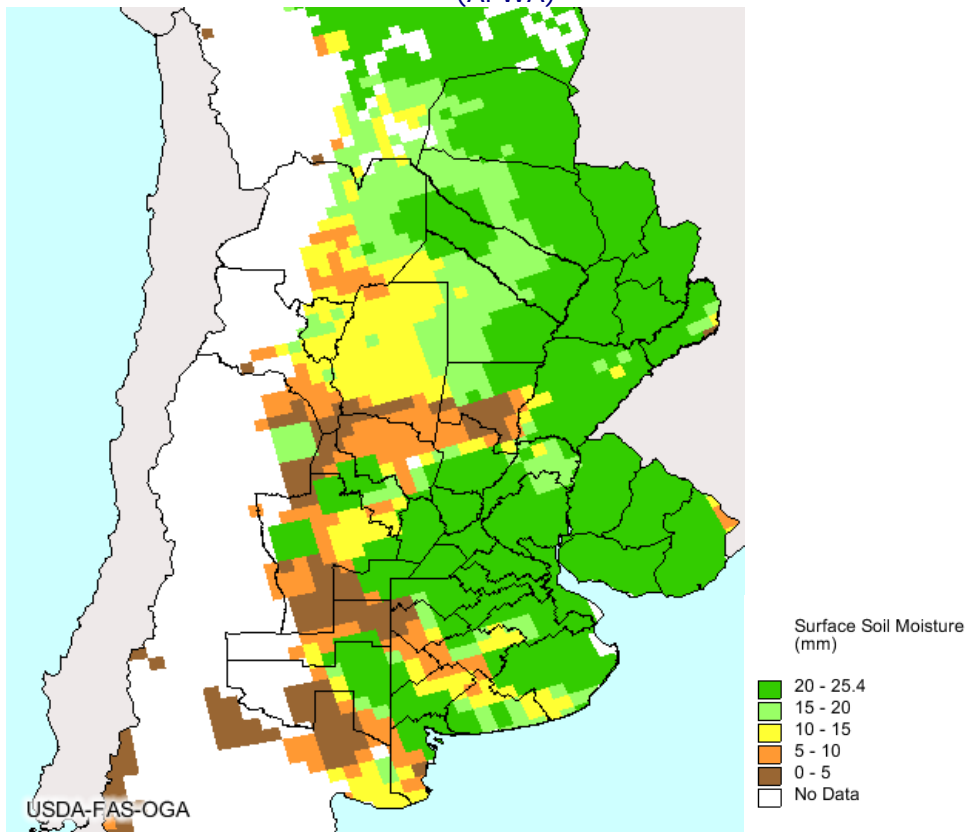 (AFWA)
Surface Soil Moisture
(mm)
20 - 25.4
15 - 20
10 - 15
5 - 10
0 - 5
No Data
USDA-FAS-OGA